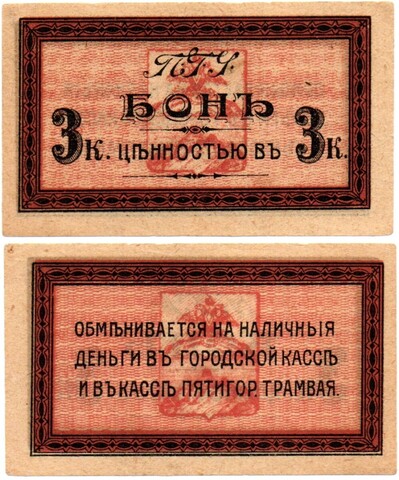 П.Г.У.
БОНЪ
3 к. ЦѢННОСТЬЮ ВЪ 3 к.
ОБМѢНИВАЕТСЯ НА НАЛИЧНЫЯ
ДЕНЬГИ ВЪ ГОРОДСКОЙ КАССѢ
И ВЪ КАССѢ ПЯТИГОР. ТРАМВАЯ.